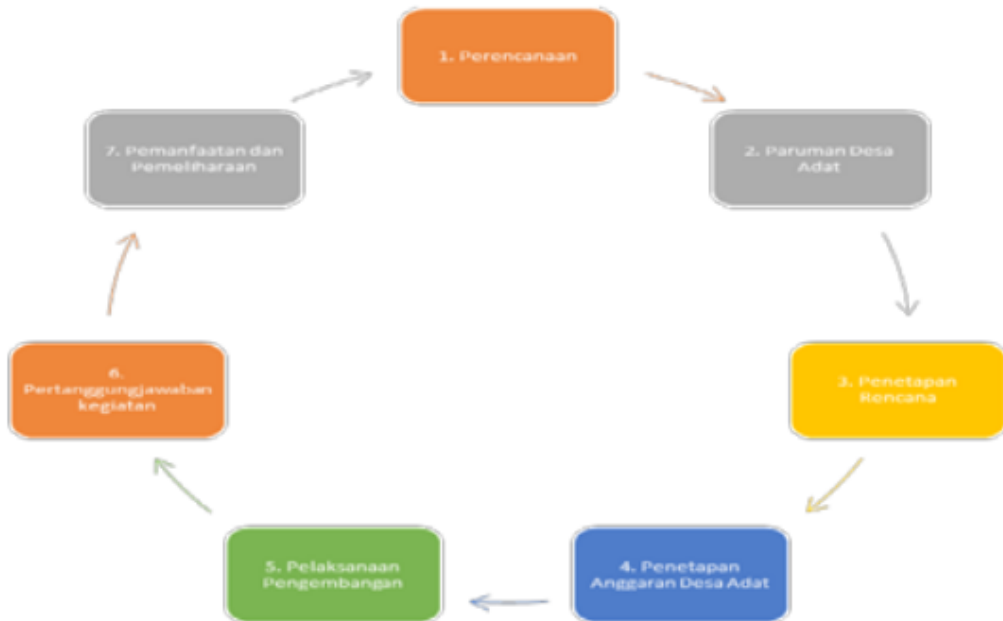 1. Perencanaan
2. Paruman Desa
Adat
3. Penetapan
Rencana
4. Penetapan
Anggaran Desa Adat
5. Pelaksanaan
Pengembangan
6.
Pertanggungjawaban
kegiatan
7. Pemanfaatan dan
Pemeliharaan